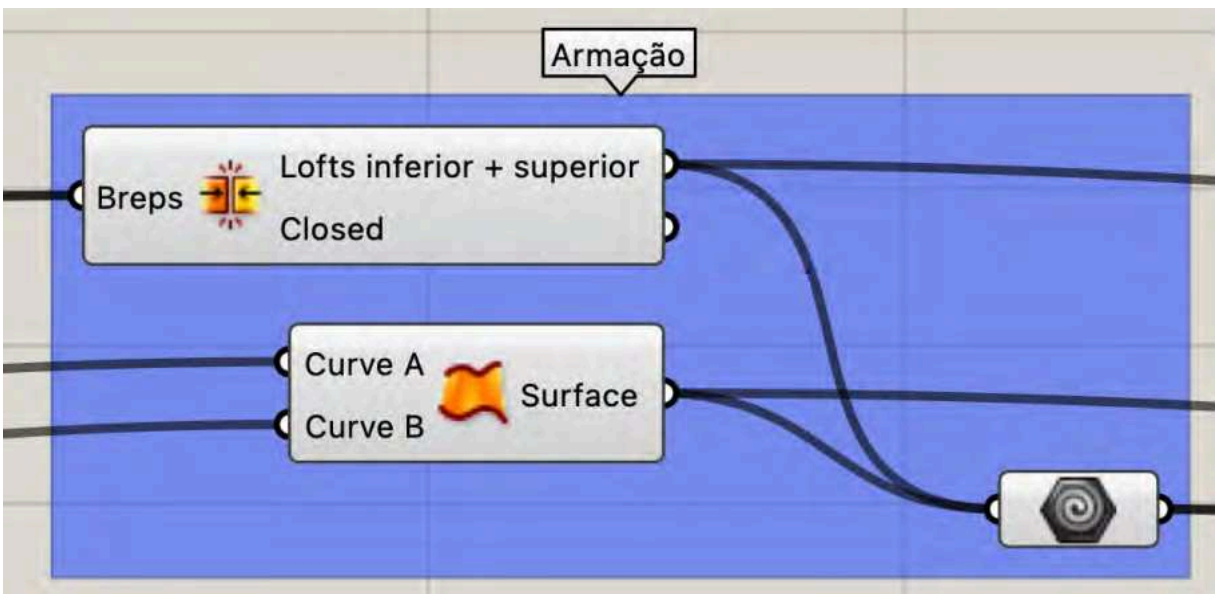 Armação
Lofts inferior + superior
Breps
Closed
Curve A
Surface
Curve B